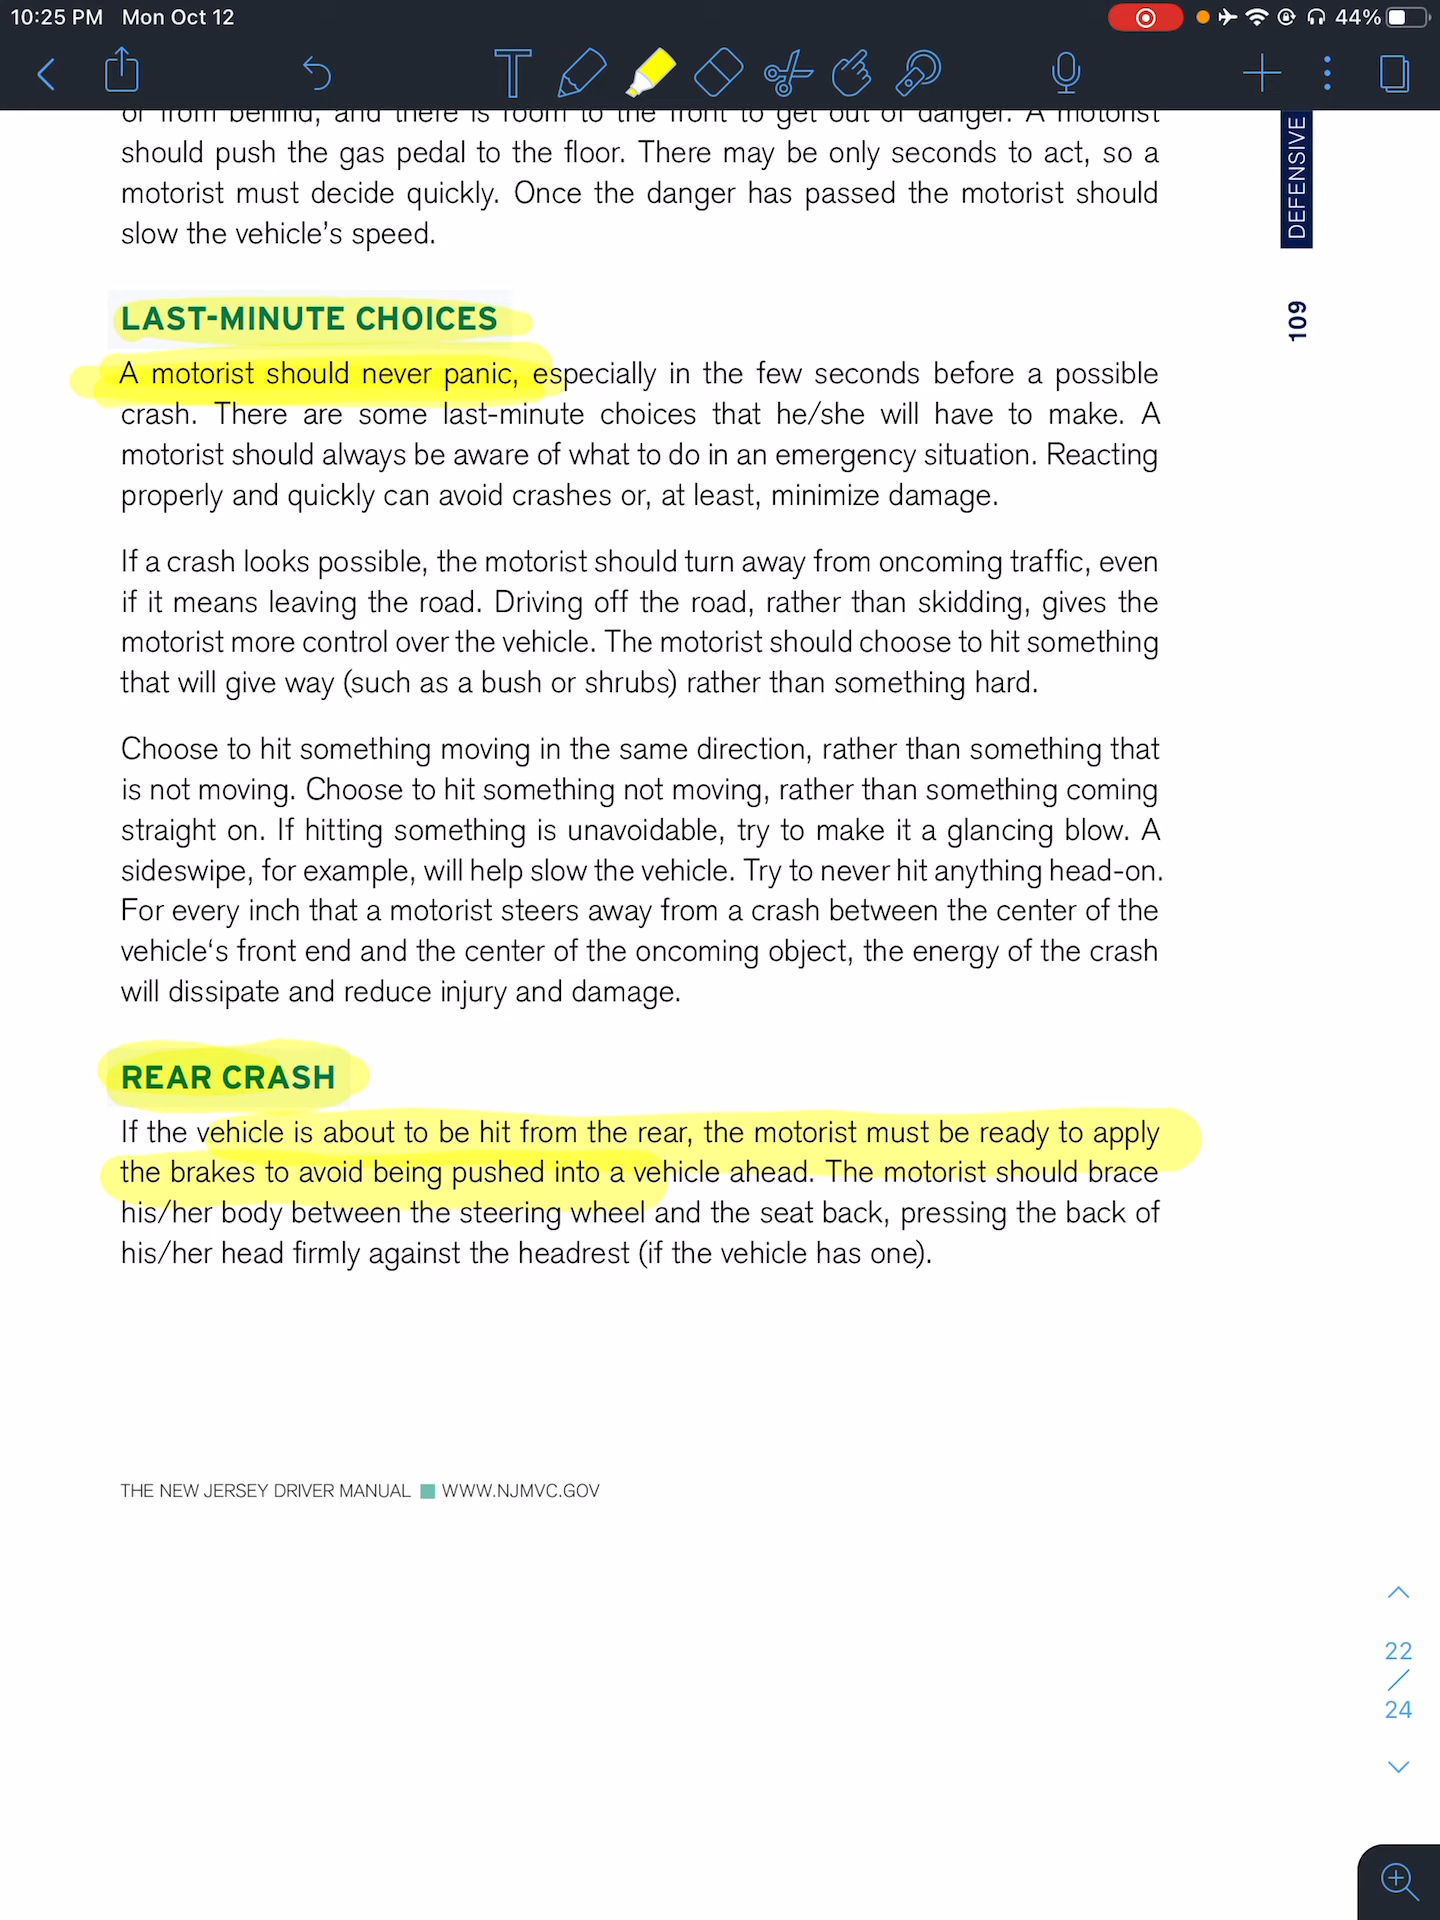 10:25 PM Mon Oct 12
44%
T
or from behind, and there is room to the front to get out of danger. A motorist
should push the gas pedal to the floor. There may be only seconds to act, so a
motorist must decide quickly. Once the danger has passed the motorist should
slow the vehicle’s speed.
DEFENSIVE
109
LAST-MINUTE CHOICES
A motorist should never panic, especially in the few seconds before a possible
crash. There are some last-minute choices that he/she will have to make. A
motorist should always be aware of what to do in an emergency situation. Reacting
properly and quickly can avoid crashes or, at least, minimize damage.
If a crash looks possible, the motorist should turn away from oncoming traffic, even
if it means leaving the road. Driving off the road, rather than skidding, gives the
motorist more control over the vehicle. The motorist should choose to hit something
that will give way (such as a bush or shrubs) rather than something hard.
Choose to hit something moving in the same direction, rather than something that
is not moving. Choose to hit something not moving, rather than something coming
straight on. If hitting something is unavoidable, try to make it a glancing blow. A
sideswipe, for example, will help slow the vehicle. Try to never hit anything head-on.
For every inch that a motorist steers away from a crash between the center of the
vehicle‘s front end and the center of the oncoming object, the energy of the crash
will dissipate and reduce injury and damage.
REAR CRASH
If the vehicle is about to be hit from the rear, the motorist must be ready to apply
the brakes to avoid being pushed into a vehicle ahead. The motorist should brace
his/her body between the steering wheel and the seat back, pressing the back of
his/her head firmly against the headrest (if the vehicle has one).
THE NEW JERSEY DRIVER MANUAL WWW.NJMVC.GOV
22
/
24